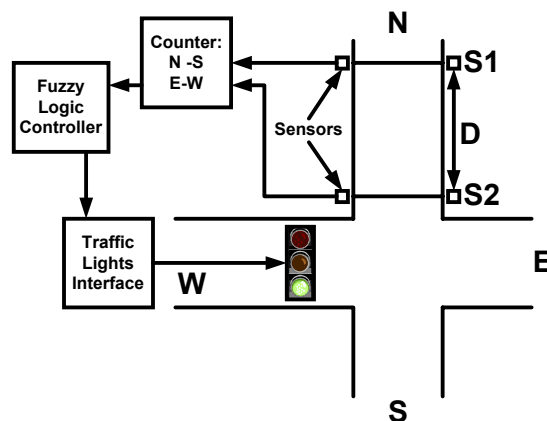 N
Counter:
N -S
E-W
S1
Fuzzy
Logic
Controller
Sensors
D
S2
Traffic
Lights
Interface
W
E
S